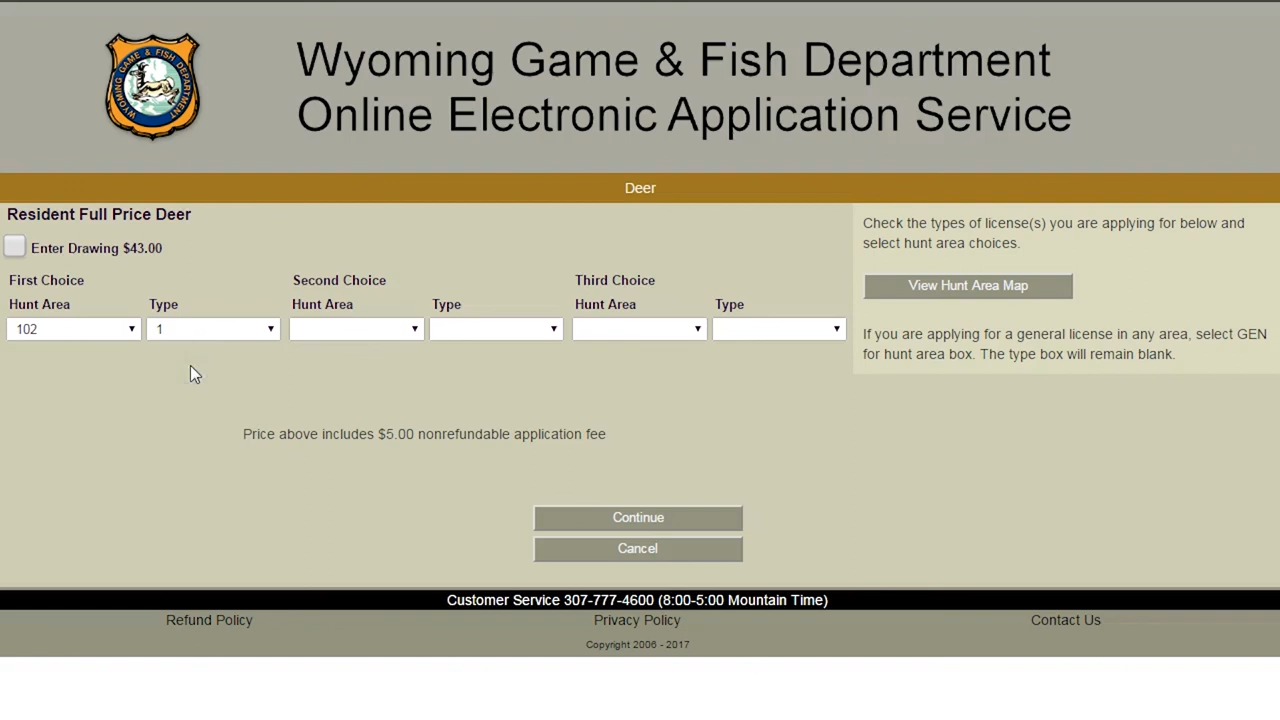 WYOMING GAME & FISH DEPARTMENT
Wyoming Game & Fish Department
Online Electronic Application Service
Deer
Resident Full Price Deer
Enter Drawing $43.00
First Choice Second Choice Third Choice
Hunt Area Type Hunt Area Type Hunt Area Type
102 1
Check the types of license(s) you are applying for below and
select hunt area choices.
View Hunt Area Map
If you are applying for a general license in any area, select GEN
for hunt area box. The type box will remain blank.
Price above includes $5.00 nonrefundable application fee
Continue
Cancel
Customer Service 307-777-4600 (8:00-5:00 Mountain Time)
Refund Policy Privacy Policy Contact Us
Copyright 2006 - 2017